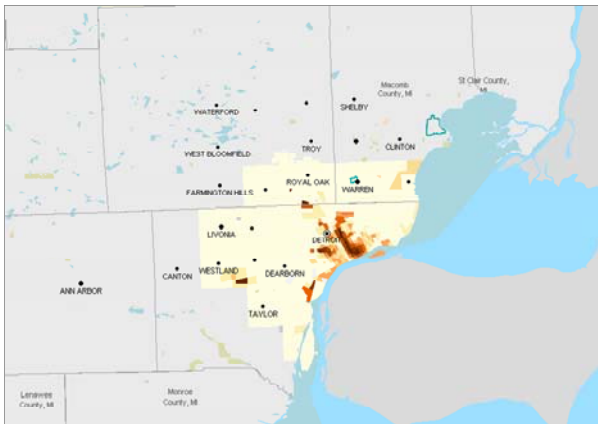 Macomb
County, MI
St Clair County,
MI
SHELBY
WATERFORD
WEST BLOOMFIELD
TROY
CLINTON
FARMINGTON HILLS
ROYAL OAK
WARREN
LIVONIA
DETROIT
CANTON
WESTLAND
DEARBORN
ANN ARBOR
TAYLOR
Lenawee
County, MI
Monroe
County, MI